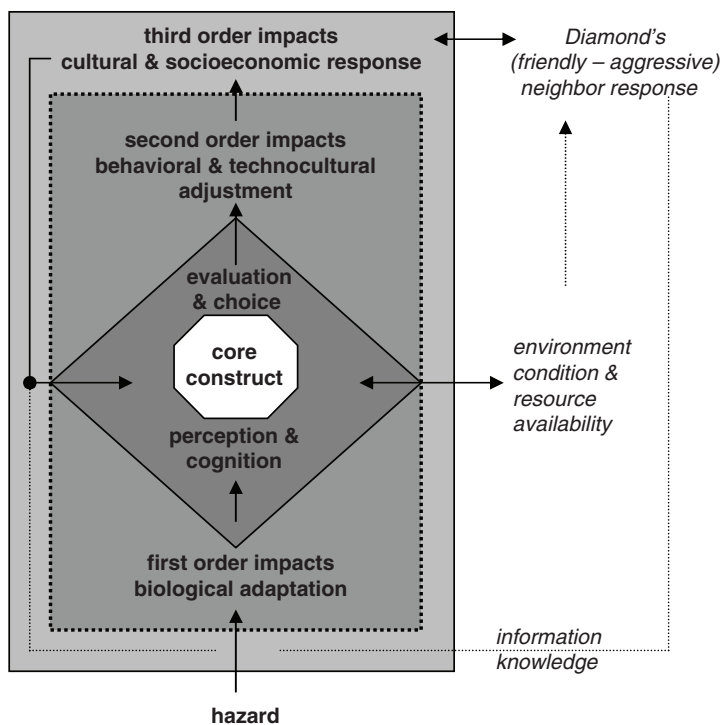 third order impacts
cultural & socioeconomic response
Diamond's
(friendly – aggressive)
neighbor response
second order impacts
behavioral & technocultural
adjustment
evaluation
& choice
core
construct
environment
condition &
resource
availability
perception &
cognition
first order impacts
biological adaptation
information
knowledge
hazard